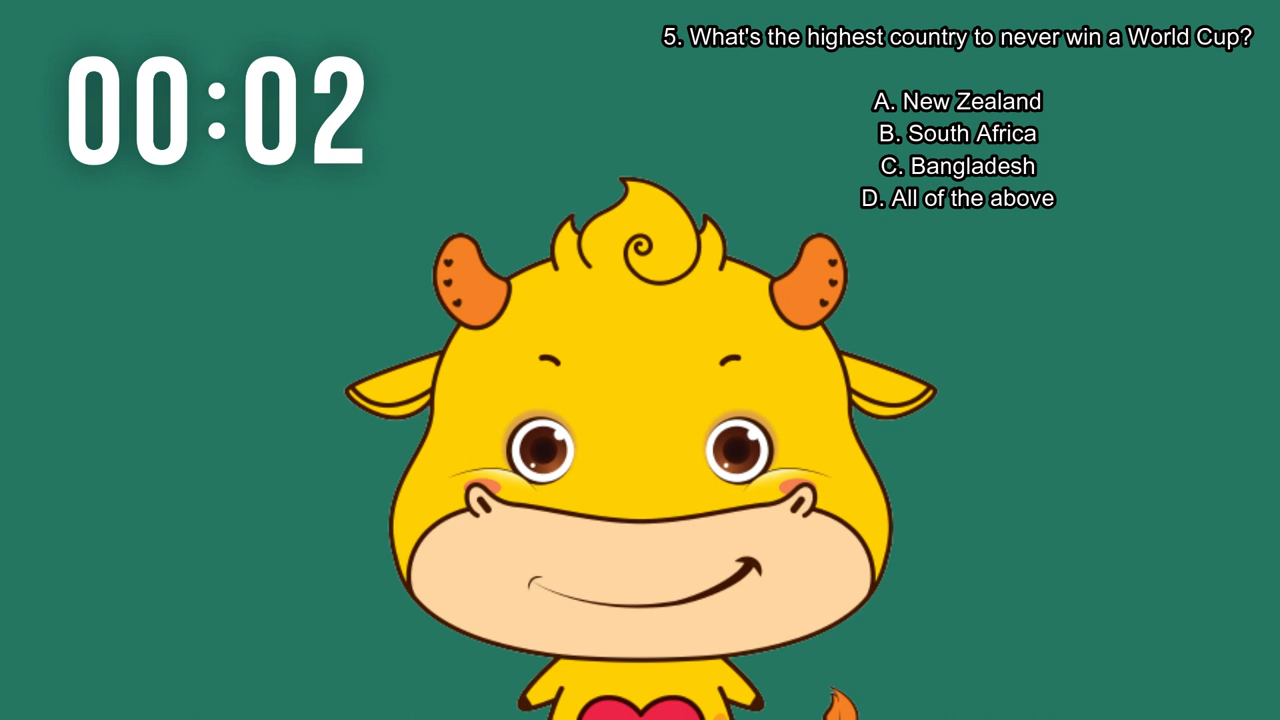 00:02
5. What's the highest country to never win a World Cup?
A. New Zealand
B. South Africa
C. Bangladesh
D. All of the above